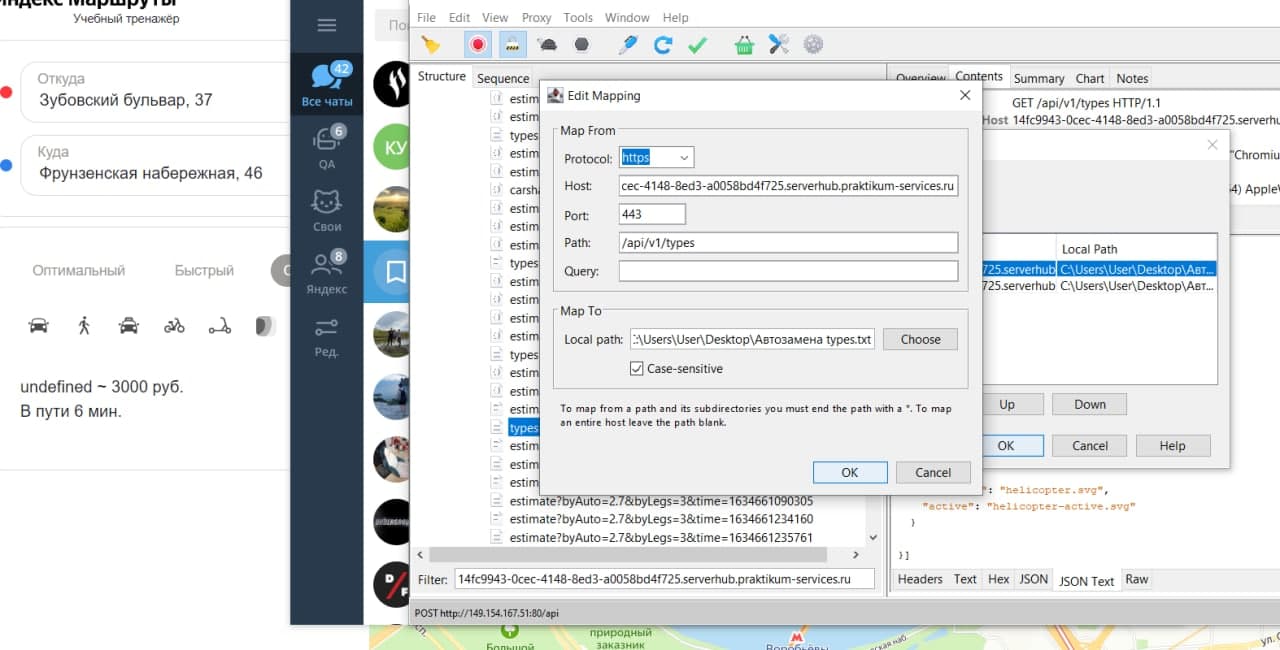 ндекс Маршруты
Учебный тренажёр
Откуда
Зубовский бульвар, 37
Куда
Фрунзенская набережная, 46
Оптимальный
Быстрый
undefined ~ 3000 руб.
В пути 6 мин.
42
Все чаты
6
QA
Свои
8
Яндекс
Ред.
КУ
D/F
File Edit View Proxy Tools Window Help
Structure Sequence
estim
estim
types
estim
estim
carsha
estim
estim
estim
types
estim
estim
estim
estim
types
estim
estim
estim
types
estim
estim
estim
estimate?byAuto=2.7&byLegs=3&time=1634661090305
estimate?byAuto=2.7&byLegs=3&time=1634661234160
estimate?byAuto=2.7&byLegs=3&time=1634661235761
Filter: 14fc9943-0cec-4148-8ed3-a0058bd4f725.serverhub.praktikum-services.ru
POST http://149.154.167.51:80/api
Overview Contents Summary Chart Notes
GET /api/v1/types HTTP/1.1
Host 14fc9943-0cec-4148-8ed3-a0058bd4f725.serverhu
"Chromiu
4) AppleW
Edit Mapping
Map From
Protocol: https
Host: cec-4148-8ed3-a0058bd4f725.serverhub.praktikum-services.ru
Port: 443
Path: /api/v1/types
Query:
Map To
Local path: :\Users\User\Desktop\Автозамена types.txt Choose
Case-sensitive
To map from a path and its subdirectories you must end the path with a *. To map
an entire host leave the path blank.
OK Cancel
Local Path
725.serverhub C:\Users\User\Desktop\Авт...
725.serverhub C:\Users\User\Desktop\Авт...
Up Down
OK Cancel Help
": "helicopter.svg",
"active": "helicopter-active.svg"
}
}]
Headers Text Hex JSON JSON Text Raw
природный
заказник
Большой
Воробьёвы
кая наб.
ул. С